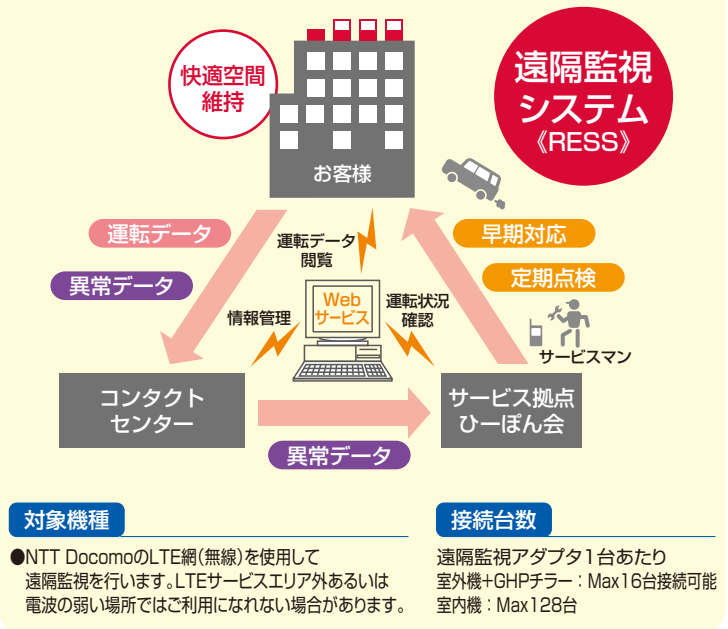 快適空間
維持
遠隔監視
システム
《RESS》
お客様
運転データ
異常データ
運転データ
閲覧
早期対応
定期点検
情報管理
Web
サービス
運転状況
確認
サービスマン
コンタクト
センター
サービス拠点
ひーぽん会
異常データ
対象機種
●NTT DocomoのLTE網(無線)を使用して
遠隔監視を行います。LTEサービスエリア外あるいは
電波の弱い場所ではご利用になれない場合があります。
接続台数
遠隔監視アダプタ1台あたり
室外機+GHPチラー：Max16台接続可能
室内機：Max128台